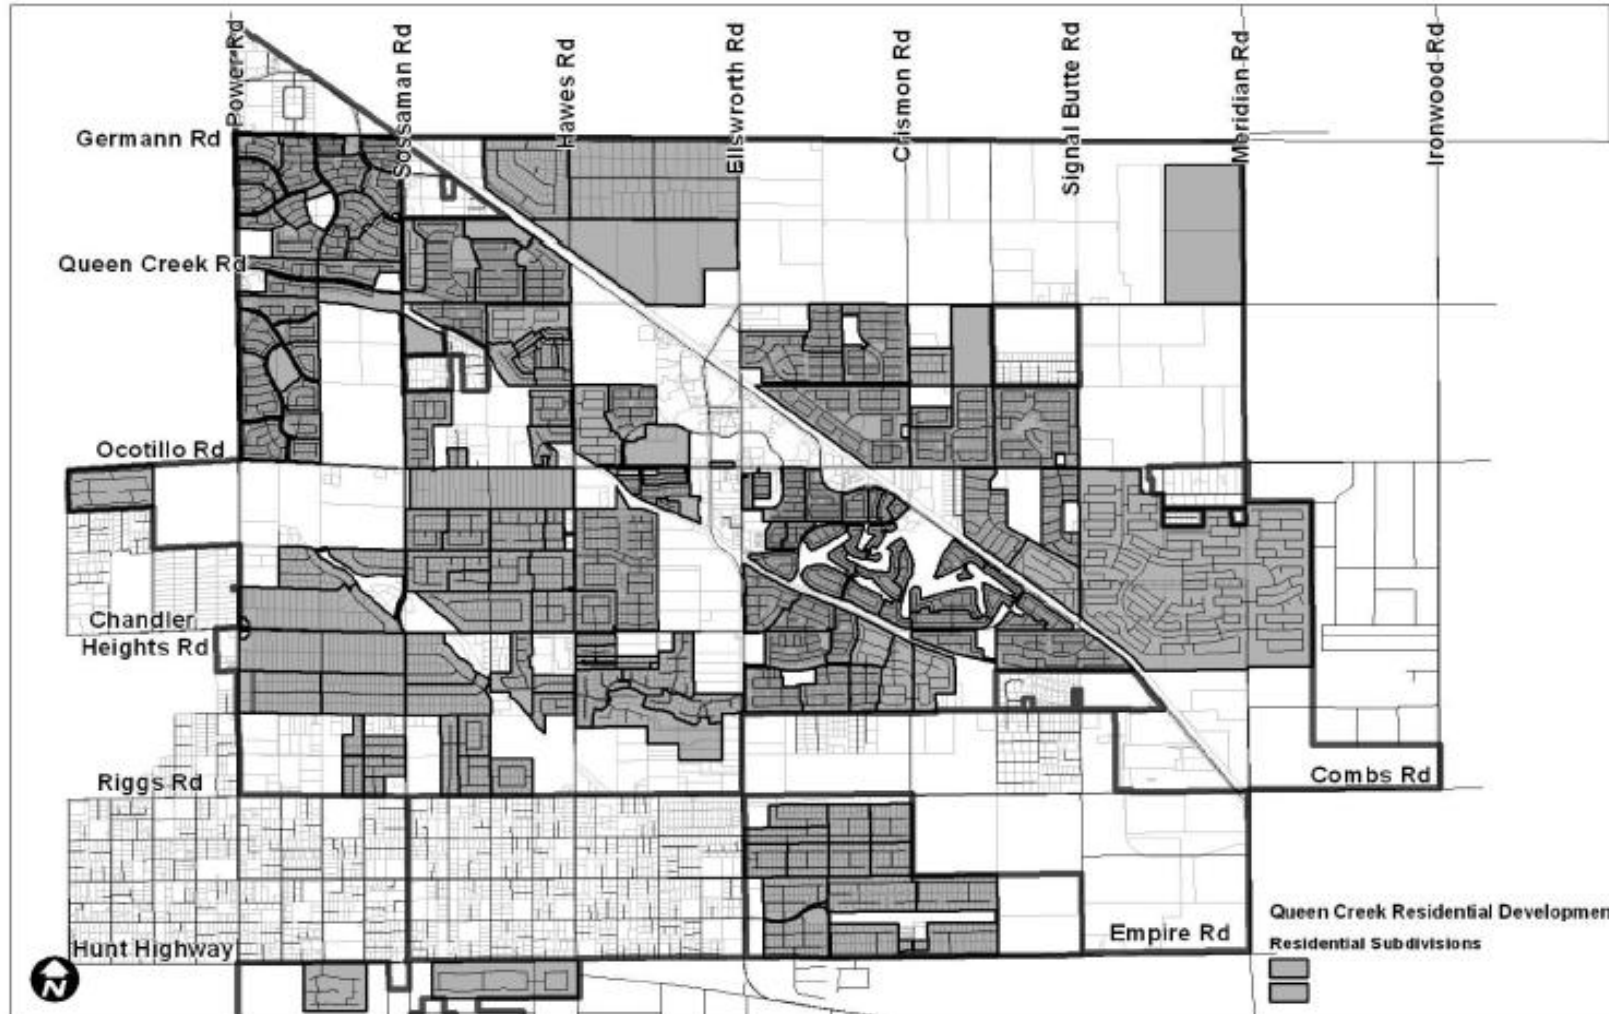 Power Rd
Sossaman Rd
Hawes Rd
Ellsworth Rd
Crismon Rd
Signal Butte Rd
Meridian Rd
Ironwood Rd
Germann Rd
Queen Creek Rd
Ocotillo Rd
Chandler
Heights Rd
Riggs Rd
Combs Rd
Hunt Highway
Empire Rd
Queen Creek Residential Developmen
Residential Subdivisions
N